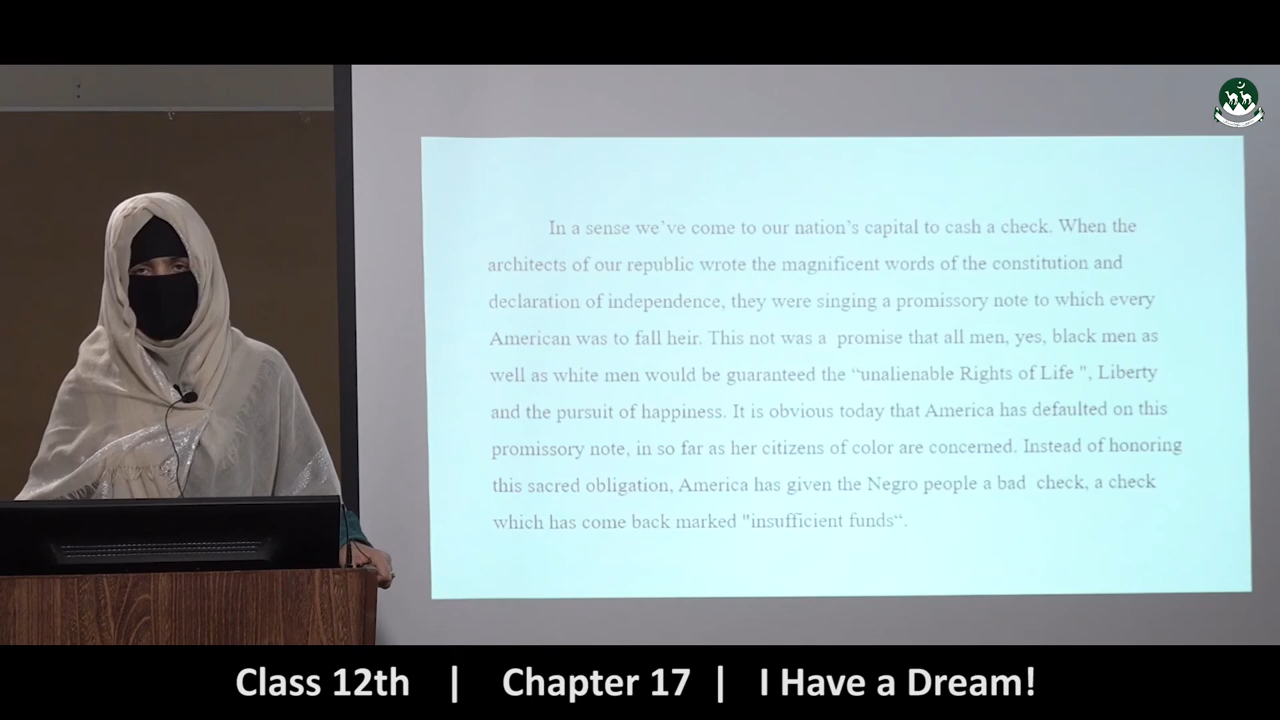 In a sense we've come to our nation's capital to cash a check. When the
architects of our republic wrote the magnificent words of the constitution and
declaration of independence, they were singing a promissory note to which every
American was to fall heir. This not was a promise that all men, yes, black men as
well as white men would be guaranteed the “unalienable Rights of Life ", Liberty
and the pursuit of happiness. It is obvious today that America has defaulted on this
promissory note, in so far as her citizens of color are concerned. Instead of honoring
this sacred obligation, America has given the Negro people a bad check, a check
which has come back marked "insufficient funds“.
Class 12th | Chapter 17 | I Have a Dream!